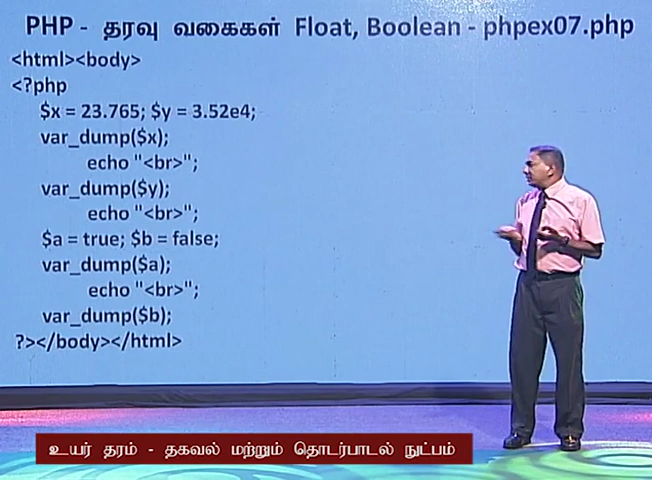 PHP - தரவு வகைகள் Float, Boolean - phpex07.php
<html><body>
<?php
$x = 23.765; $y = 3.52e4;
var_dump($x);
echo "<br>";
var_dump($y);
echo "<br>";
$a = true; $b = false;
var_dump($a);
echo "<br>";
var_dump($b);
?></body></html>
உயர் தரம் - தகவல் மற்றும் தொடர்பாடல் நுட்பம்